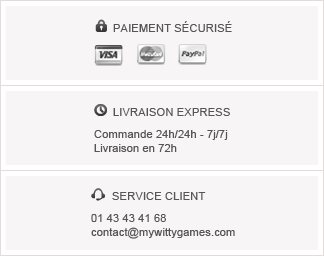 PAIEMENT SÉCURISÉ
VISA MasterCard PayPal
LIVRAISON EXPRESS
Commande 24h/24h - 7j/7j
Livraison en 72h
SERVICE CLIENT
01 43 43 41 68
contact@mywittygames.com